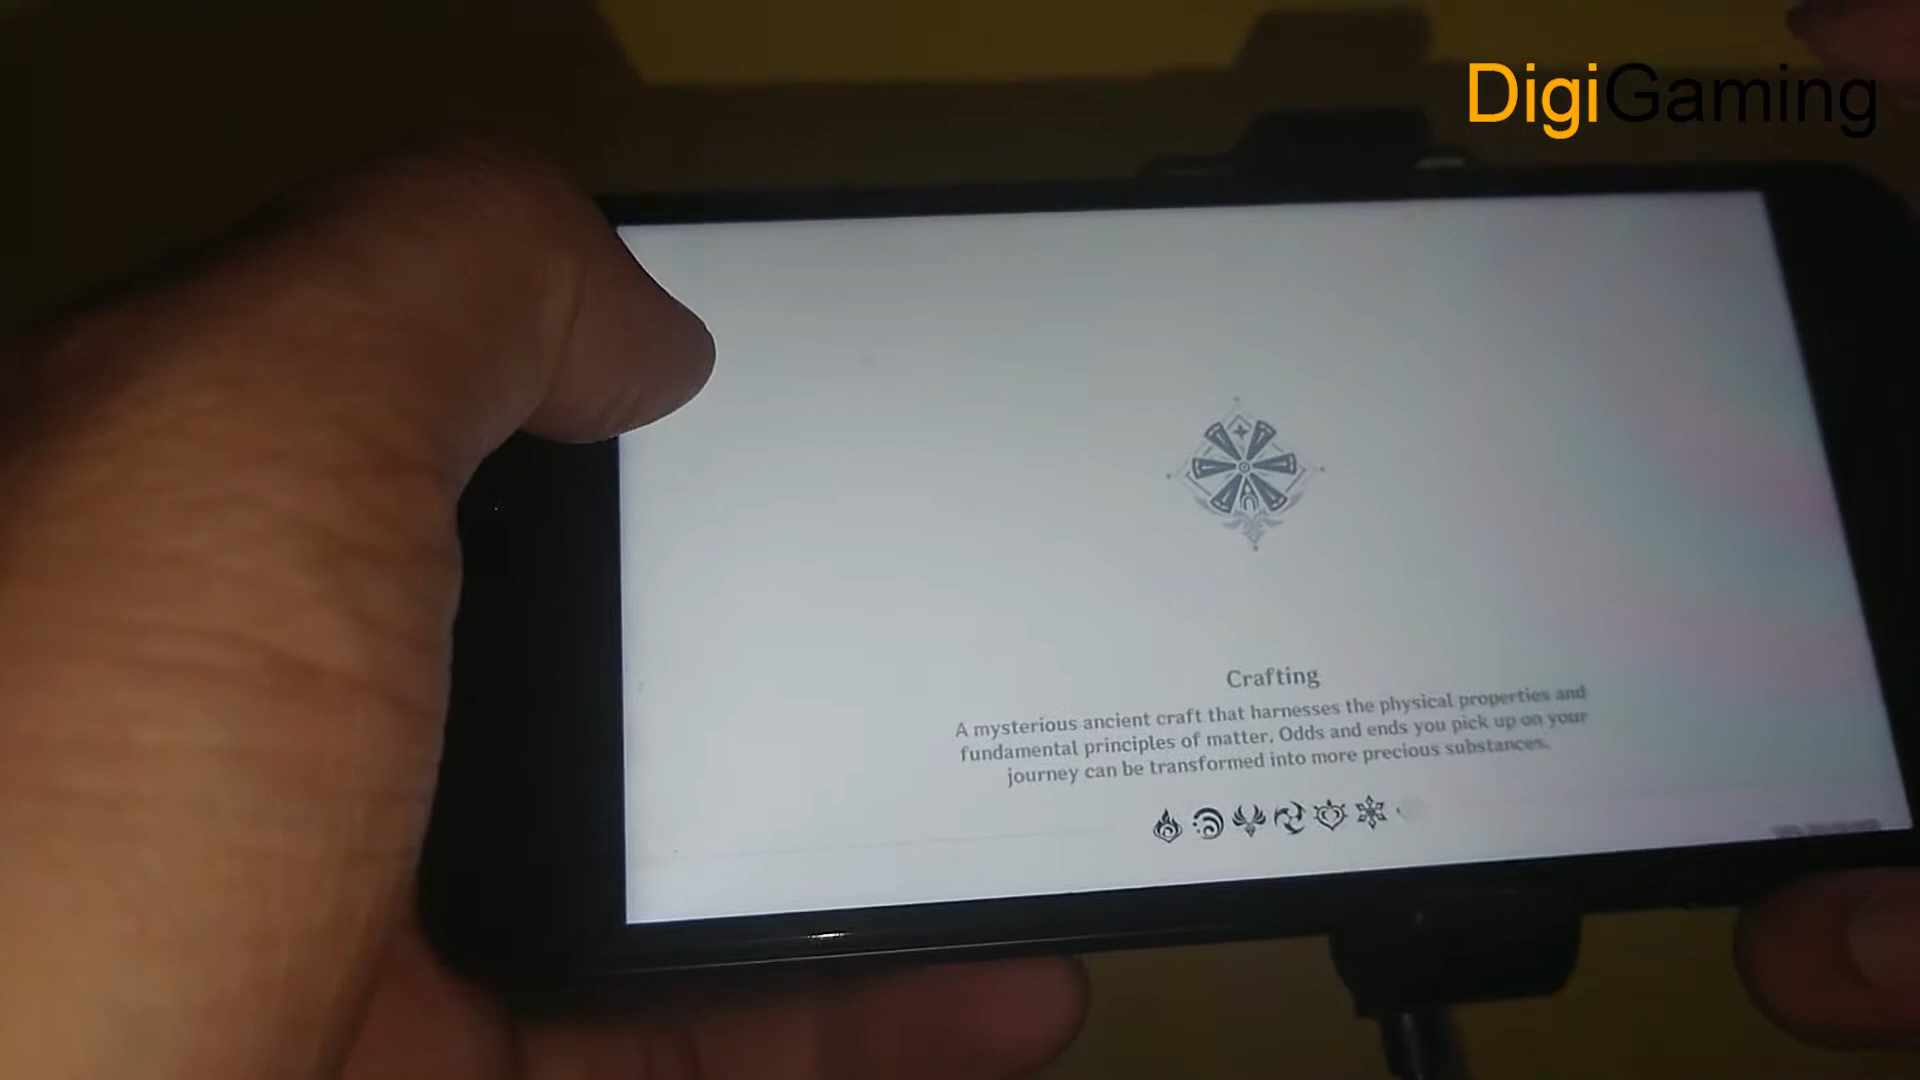 DigiGaming
Crafting
A mysterious ancient craft that harnesses the physical properties and
fundamental principles of matter. Odds and ends you pick up on your
journey can be transformed into more precious substances.